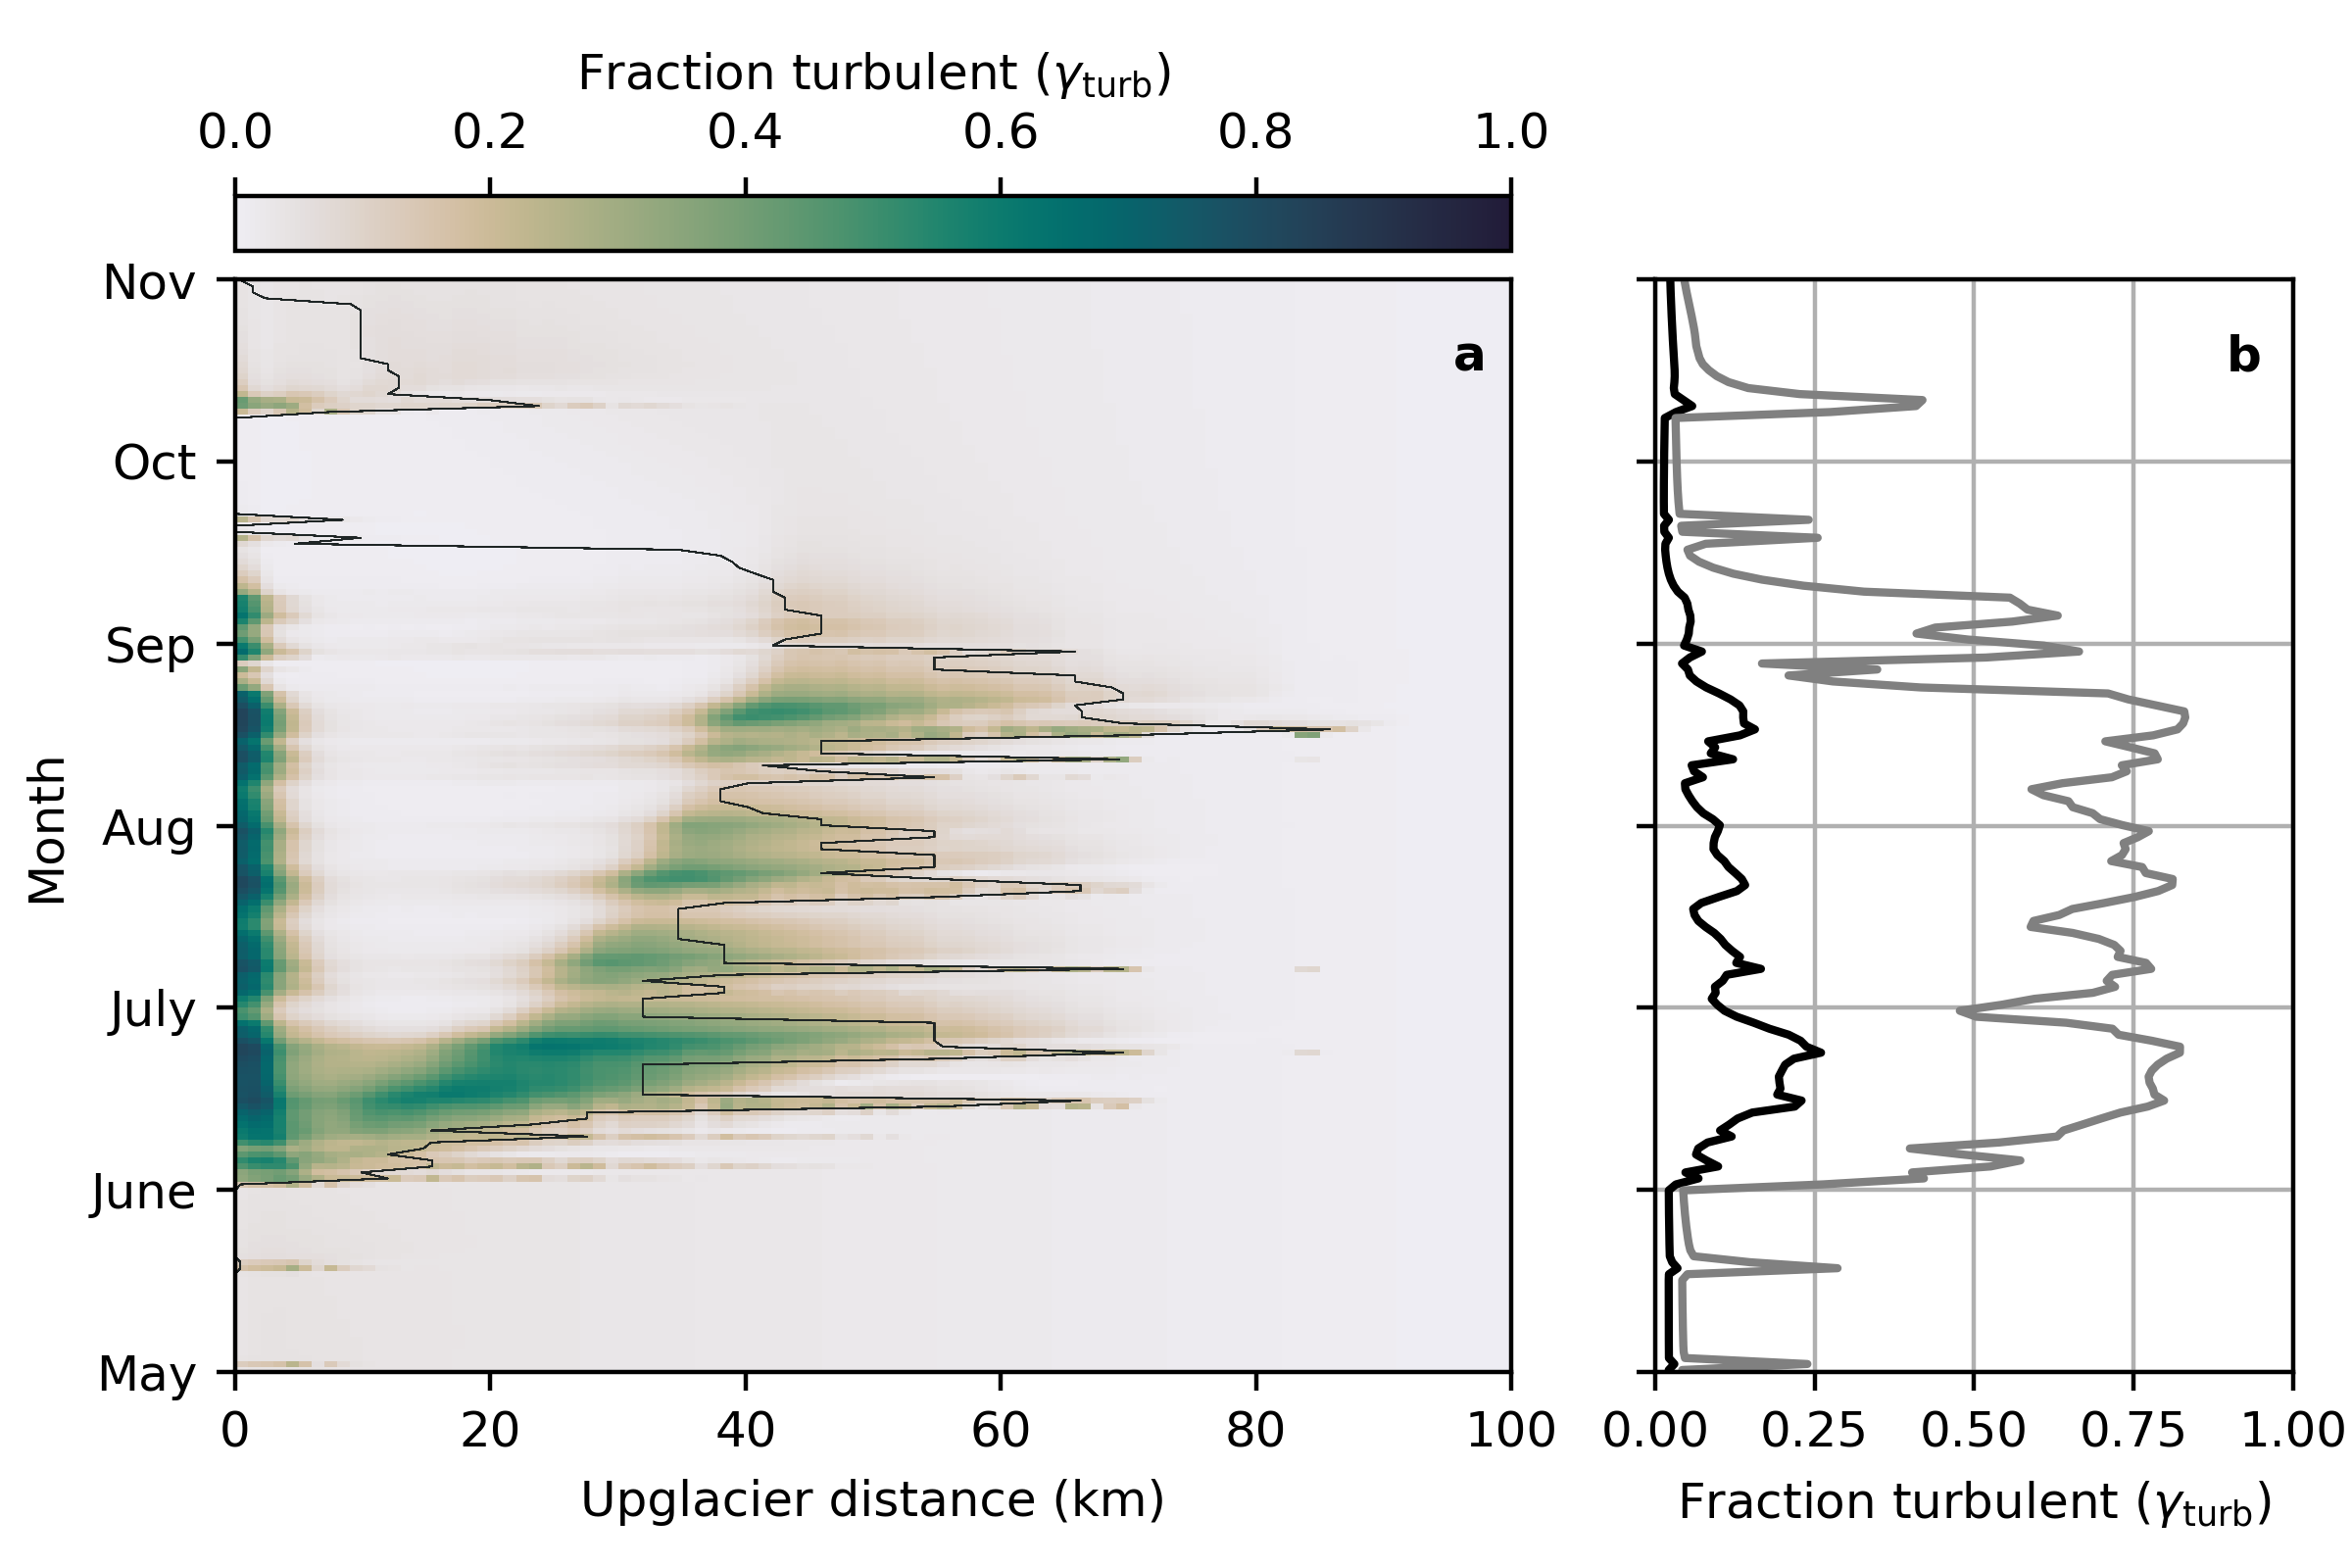 Fraction turbulent (γturb)
0.0 0.2 0.4 0.6 0.8 1.0
Nov
Oct
Sep
Aug
July
June
May
Month
a
0 20 40 60 80 100
Upglacier distance (km)
b
0.00 0.25 0.50 0.75 1.00
Fraction turbulent (γturb)